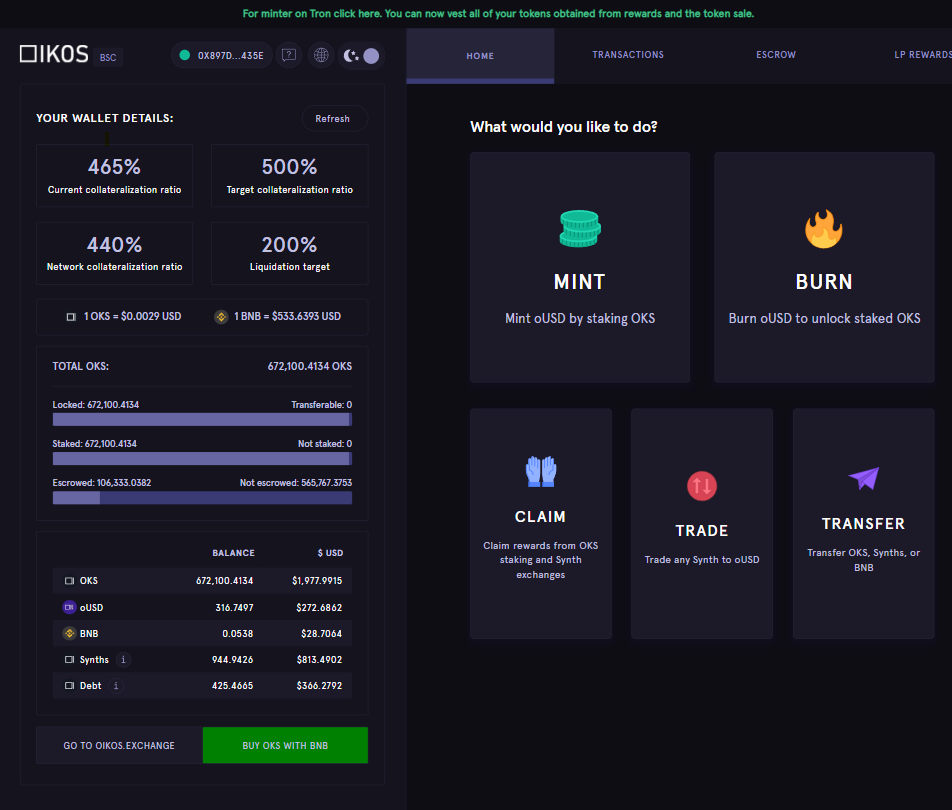 For minter on Tron click here. You can now vest all of your tokens obtained from rewards and the token sale.
OIKOS BSC
0X897D...435E
HOME
TRANSACTIONS
ESCROW
LP REWARDS
YOUR WALLET DETAILS:
Refresh
465%
Current collateralization ratio
500%
Target collateralization ratio
440%
Network collateralization ratio
200%
Liquidation target
1 OKS = $0.0029 USD
1 BNB = $533.6393 USD
TOTAL OKS: 672,100.4134 OKS
Locked: 672,100.4134 Transferable: 0
Staked: 672,100.4134 Not staked: 0
Escrowed: 106,333.0382 Not escrowed: 565,767.3753
BALANCE $ USD
OKS 672,100.4134 $1,977.9915
oUSD 316.7497 $272.6862
BNB 0.0538 $28.7064
Synths i 944.9426 $813.4902
Debt i 425.4665 $366.2792
GO TO OIKOS.EXCHANGE
BUY OKS WITH BNB
What would you like to do?
MINT
Mint oUSD by staking OKS
BURN
Burn oUSD to unlock staked OKS
CLAIM
Claim rewards from OKS
staking and Synth
exchanges
TRADE
Trade any Synth to oUSD
TRANSFER
Transfer OKS, Synths, or
BNB